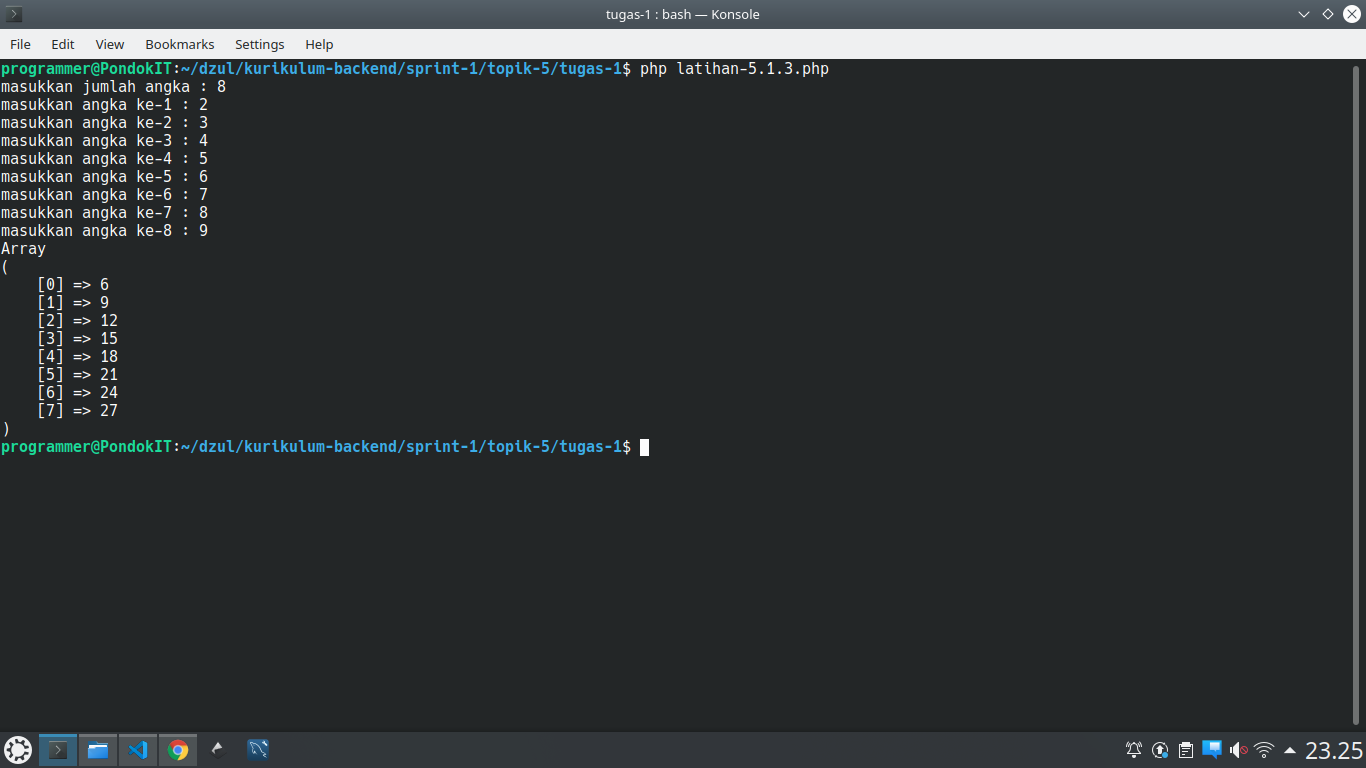 tugas-1 : bash — Konsole
File Edit View Bookmarks Settings Help
programmer@PondokIT:~/dzul/kurikulum-backend/sprint-1/topik-5/tugas-1$ php latihan-5.1.3.php
masukkan jumlah angka : 8
masukkan angka ke-1 : 2
masukkan angka ke-2 : 3
masukkan angka ke-3 : 4
masukkan angka ke-4 : 5
masukkan angka ke-5 : 6
masukkan angka ke-6 : 7
masukkan angka ke-7 : 8
masukkan angka ke-8 : 9
Array
(
    [0] => 6
    [1] => 9
    [2] => 12
    [3] => 15
    [4] => 18
    [5] => 21
    [6] => 24
    [7] => 27
)
programmer@PondokIT:~/dzul/kurikulum-backend/sprint-1/topik-5/tugas-1$
23.25